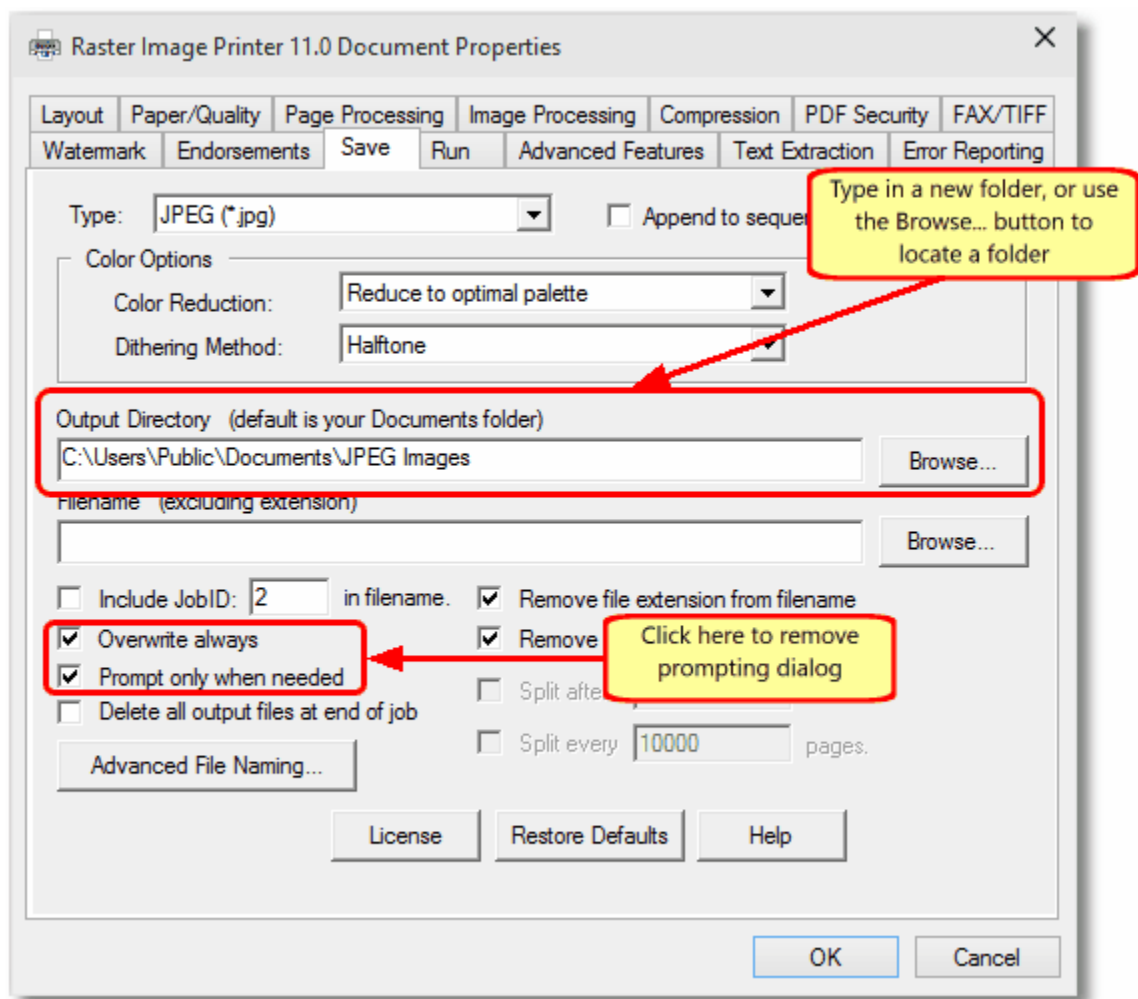 Raster Image Printer 11.0 Document Properties
Layout Paper/Quality Page Processing Image Processing Compression PDF Security FAX/TIFF
Watermark Endorsements Save Run Advanced Features Text Extraction Error Reporting
Type in a new folder, or use
the Browse... button to
locate a folder
Type: JPEG (*.jpg) Append to
Color Options
Color Reduction: Reduce to optimal palette
Dithering Method: Halftone
Output Directory (default is your Documents folder)
C:\Users\Public\Documents\JPEG Images Browse...
Filename (excluding extension)
Browse...
Include JobID: 2 in filename. Remove file extension from filename
Overwrite always Remove
Click here to remove
prompting dialog
Prompt only when needed
Split
Delete all output files at end of job
Split every 10000 pages.
Advanced File Naming...
License Restore Defaults Help
OK Cancel